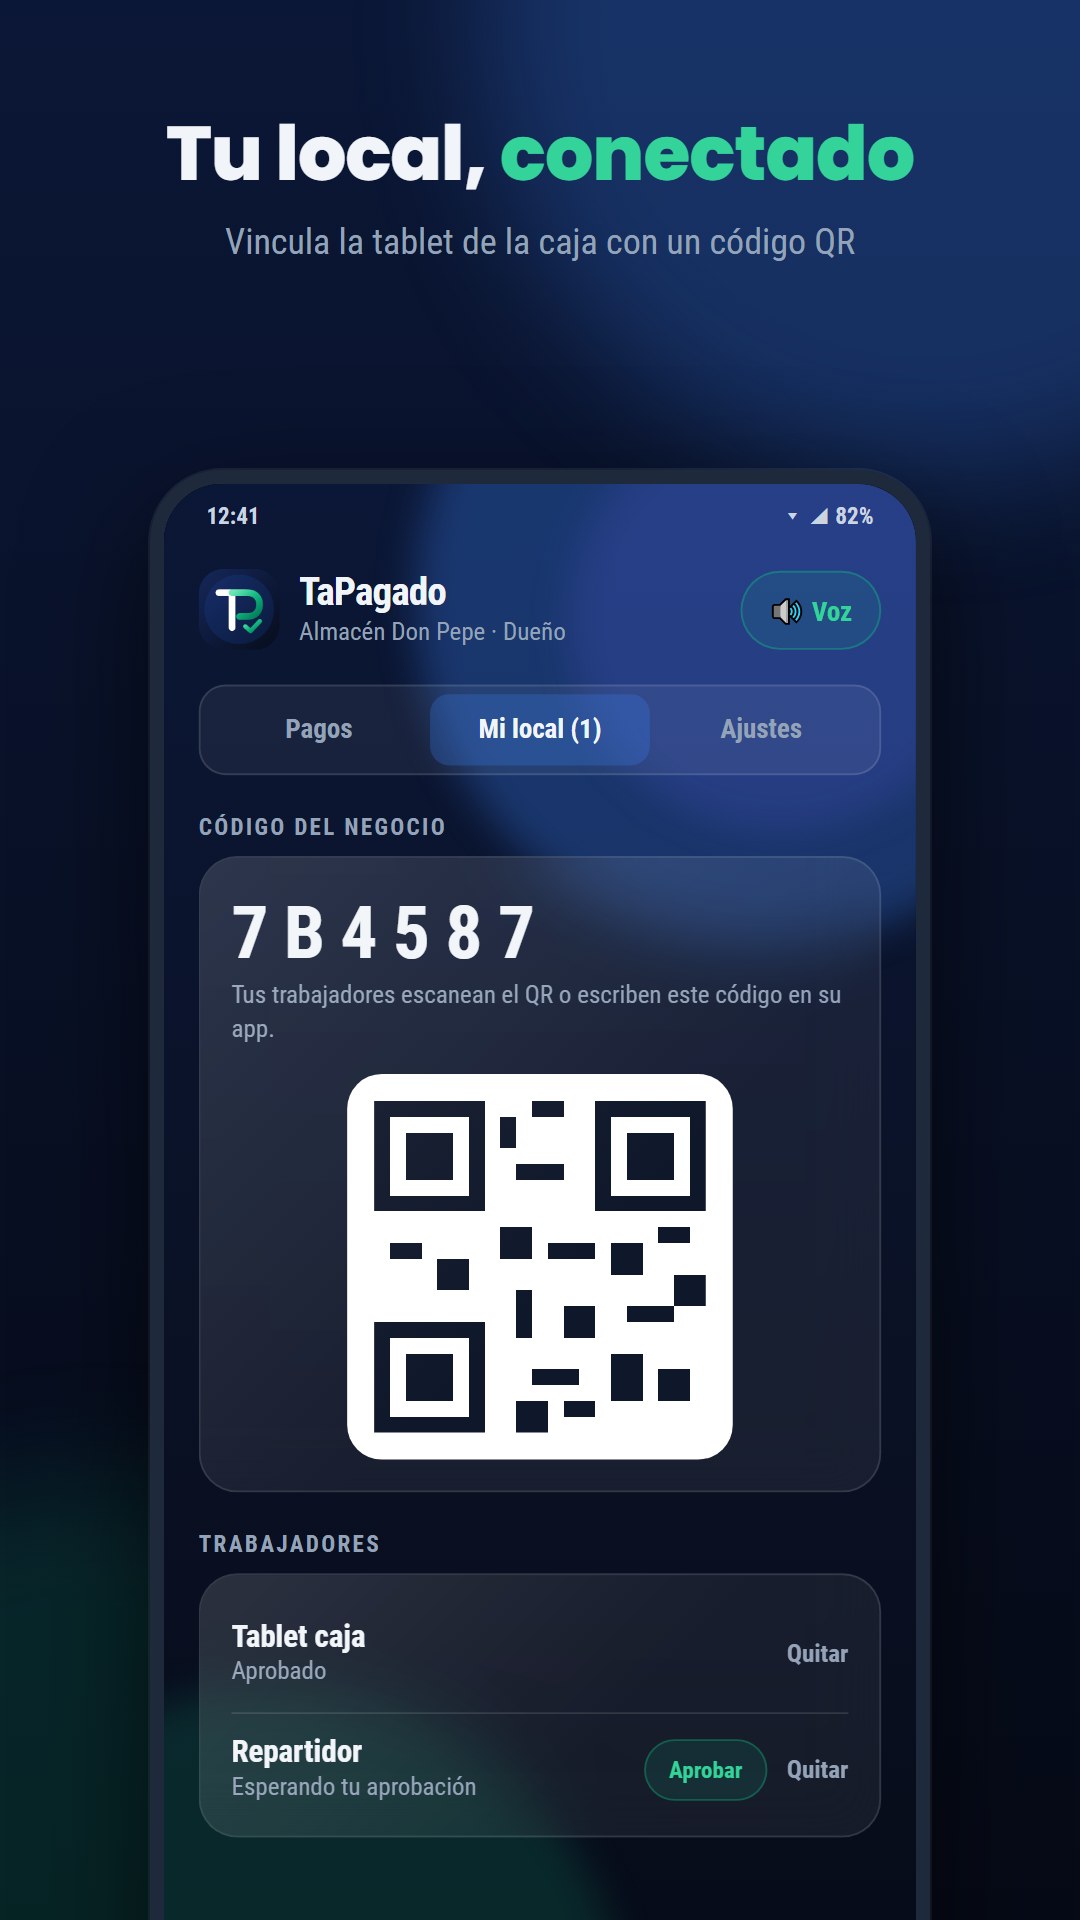 Tu local, conectado
Vincula la tablet de la caja con un código QR
12:41
82%
TaPagado
Almacén Don Pepe · Dueño
Voz
Pagos
Mi local (1)
Ajustes
CÓDIGO DEL NEGOCIO
7B4587
Tus trabajadores escanean el QR o escriben este código en su
app.
TRABAJADORES
Tablet caja
Aprobado
Quitar
Repartidor
Esperando tu aprobación
Aprobar
Quitar